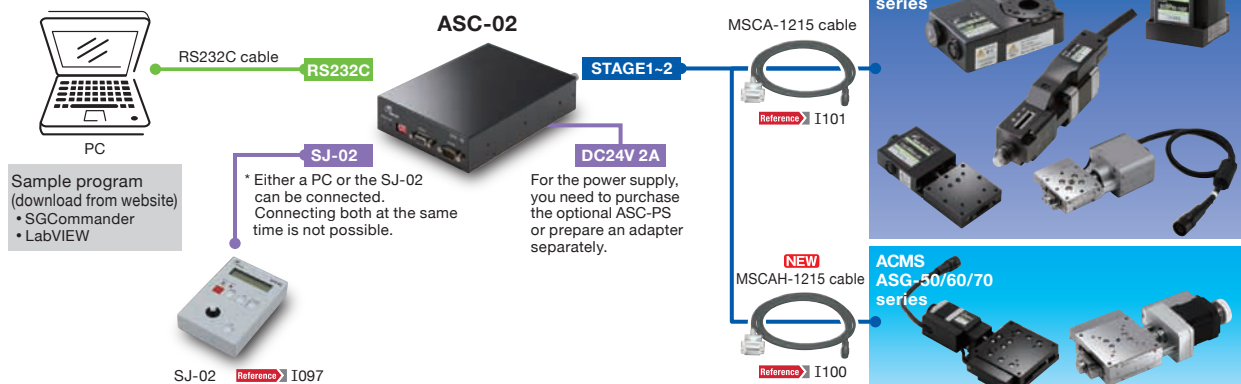 series
ASC-02
MSCA-1215 cable
RS232C cable
RS232C
STAGE1~2
Reference I101
PC
SJ-02
DC24V 2A
Sample program
(download from website)
• SGCommander
• LabVIEW
* Either a PC or the SJ-02
can be connected.
Connecting both at the same
time is not possible.
For the power supply,
you need to purchase
the optional ASC-PS
or prepare an adapter
separately.
NEW
MSCAH-1215 cable
ACMS
ASG-50/60/70
series
Reference I100
SJ-02 Reference I097